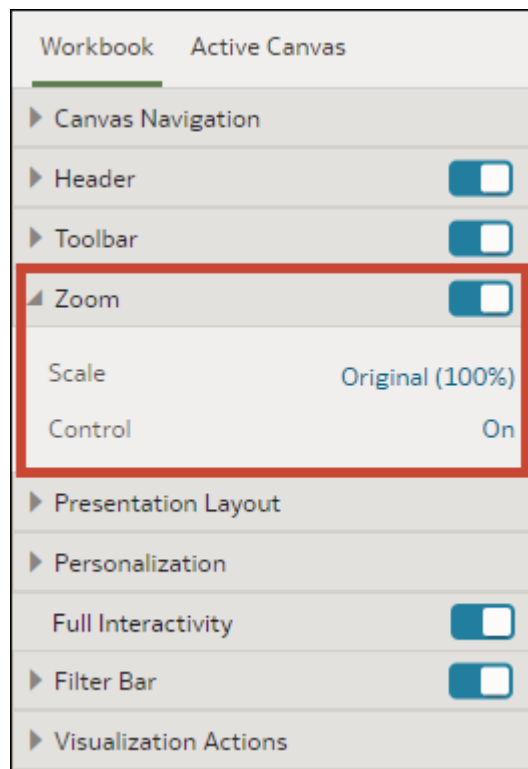 Workbook Active Canvas
Canvas Navigation
Header
Toolbar
Zoom
Scale Original (100%)
Control On
Presentation Layout
Personalization
Full Interactivity
Filter Bar
Visualization Actions